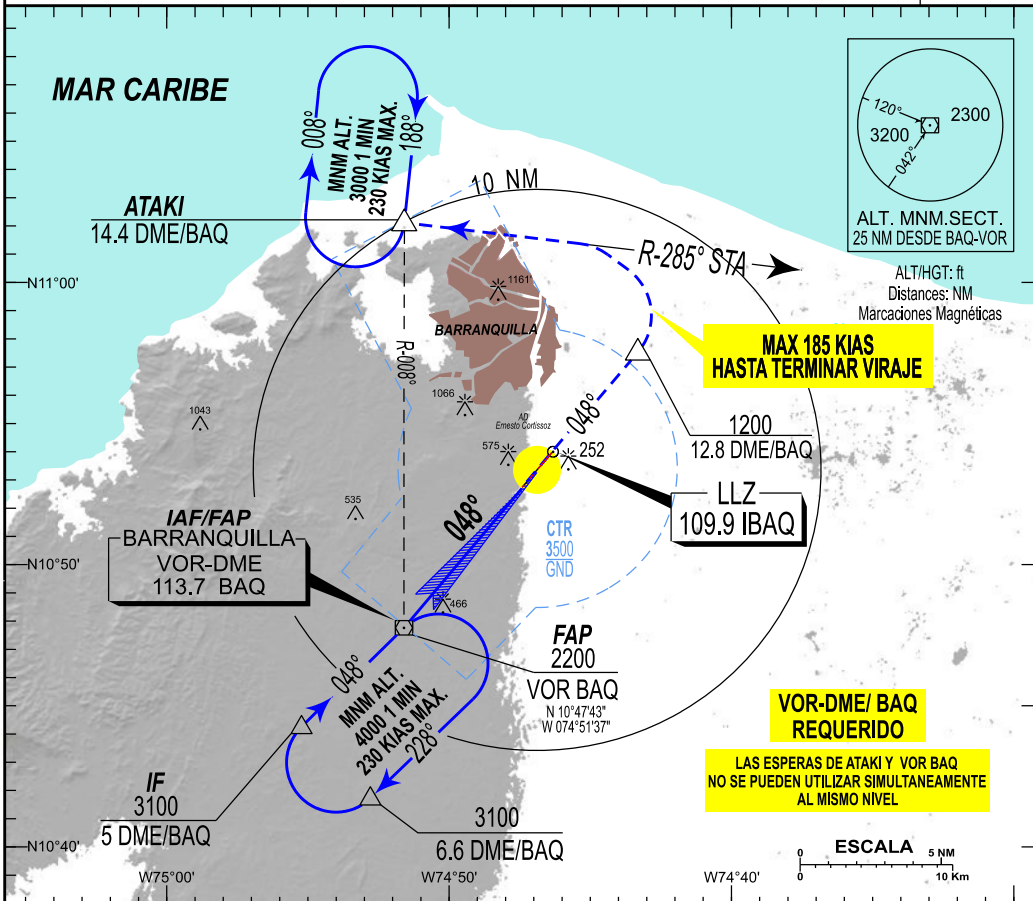 MAR CARIBE
008°
MNM ALT.
3000 1 MIN
230 KIAS MAX.
188°
120°
2300
3200
042°
ALT. MNM.SECT.
25 NM DESDE BAQ-VOR
10 NM
ATAKI
14.4 DME/BAQ
R-285° STA
N11°00'
ALT/HGT: ft
Distances: NM
Marcaciones Magnéticas
1161
BARRANQUILLA
R-008°
MAX 185 KIAS
HASTA TERMINAR VIRAJE
1043
1066
AD
Ernesto Cortissoz
048°
1200
12.8 DME/BAQ
575
252
LLZ
109.9 IBAQ
535
048°
IAF/FAP
BARRANQUILLA
VOR-DME
113.7 BAQ
CTR
3500
GND
N10°50'
466
FAP
2200
VOR BAQ
N 10°47'43"
W 074°51'37"
048°
MNM ALT.
4000 1 MIN
230 KIAS MAX.
228°
VOR-DME/ BAQ
REQUERIDO
LAS ESPERAS DE ATAKI Y VOR BAQ
NO SE PUEDEN UTILIZAR SIMULTANEAMENTE
AL MISMO NIVEL
IF
3100
5 DME/BAQ
3100
6.6 DME/BAQ
N10°40'
ESCALA
0 5 NM
0 10 Km
W75°00'
W74°50'
W74°40'